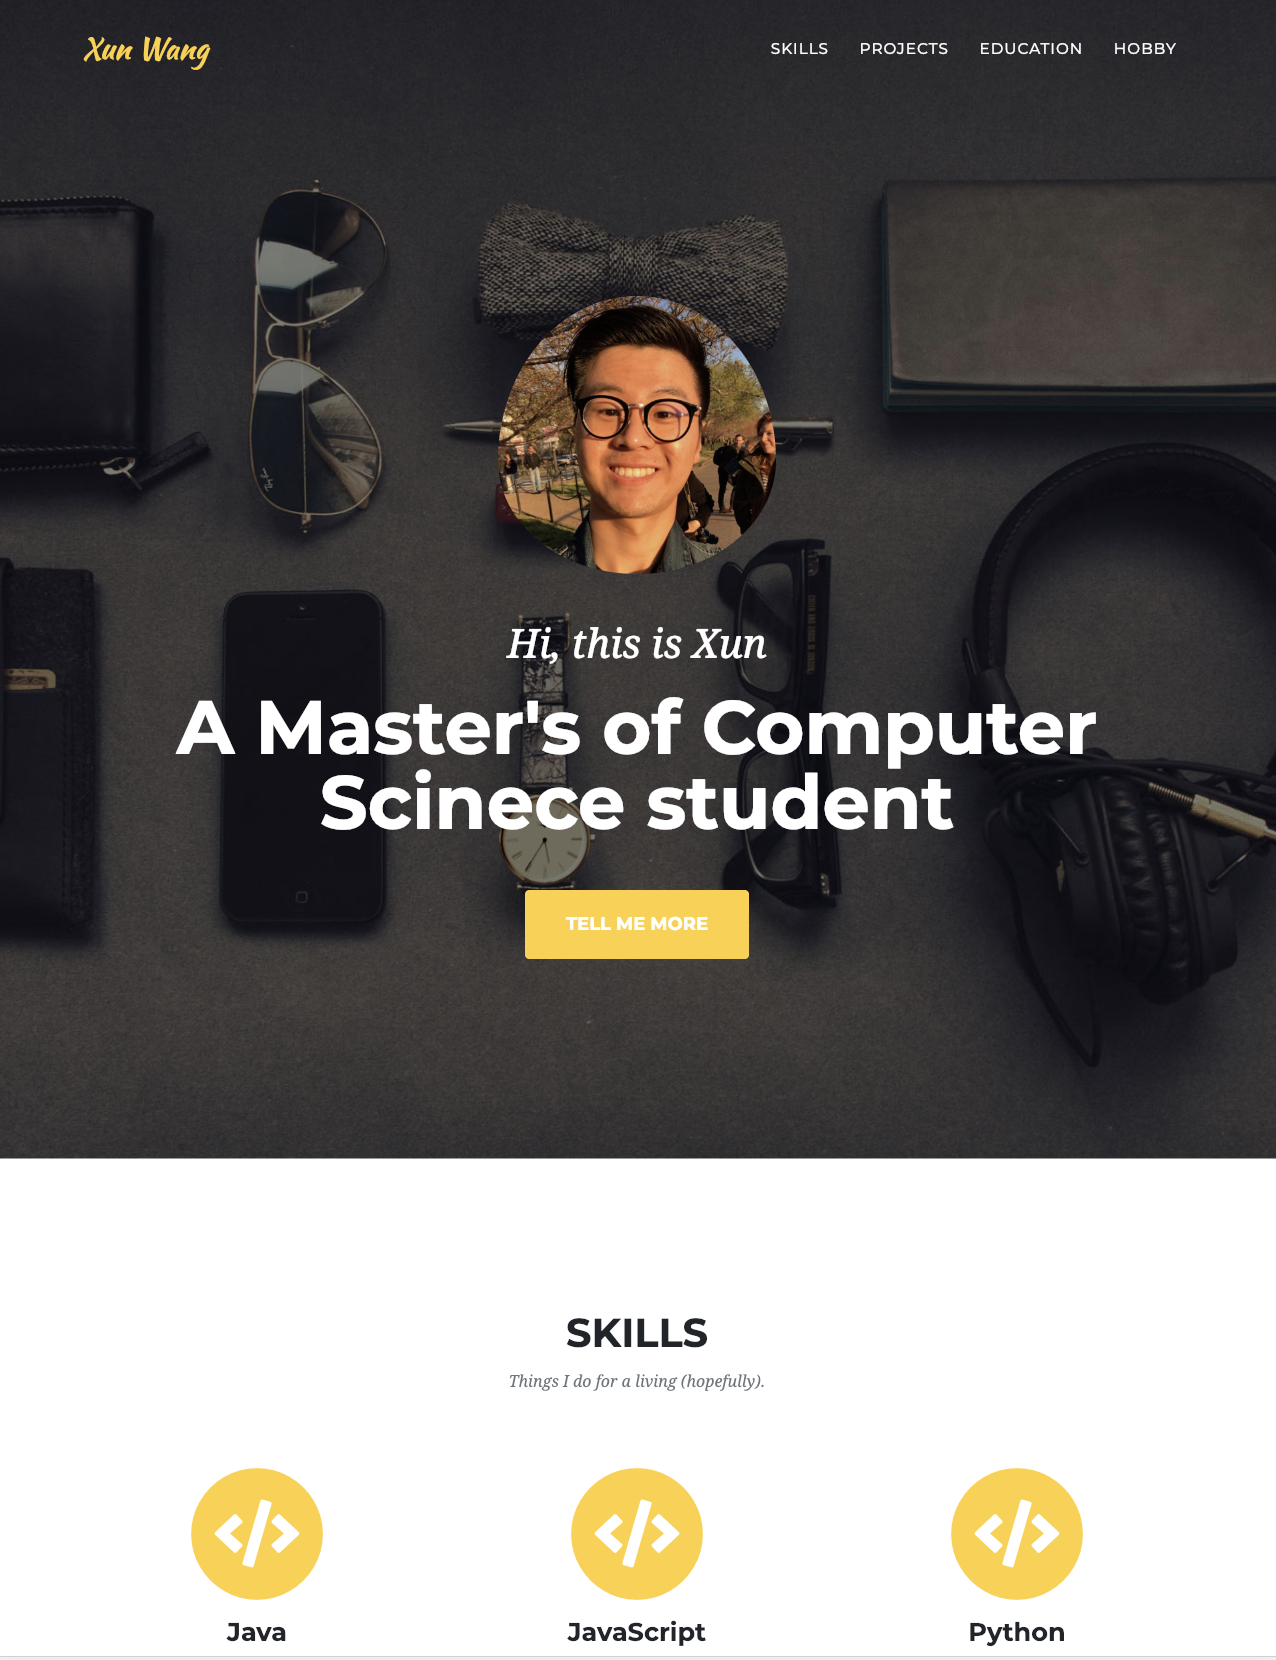 Xun Wang
SKILLS PROJECTS EDUCATION HOBBY
Hi, this is Xun
A Master's of Computer
Scinece student
TELL ME MORE
SKILLS
Things I do for a living (hopefully).
Java JavaScript Python